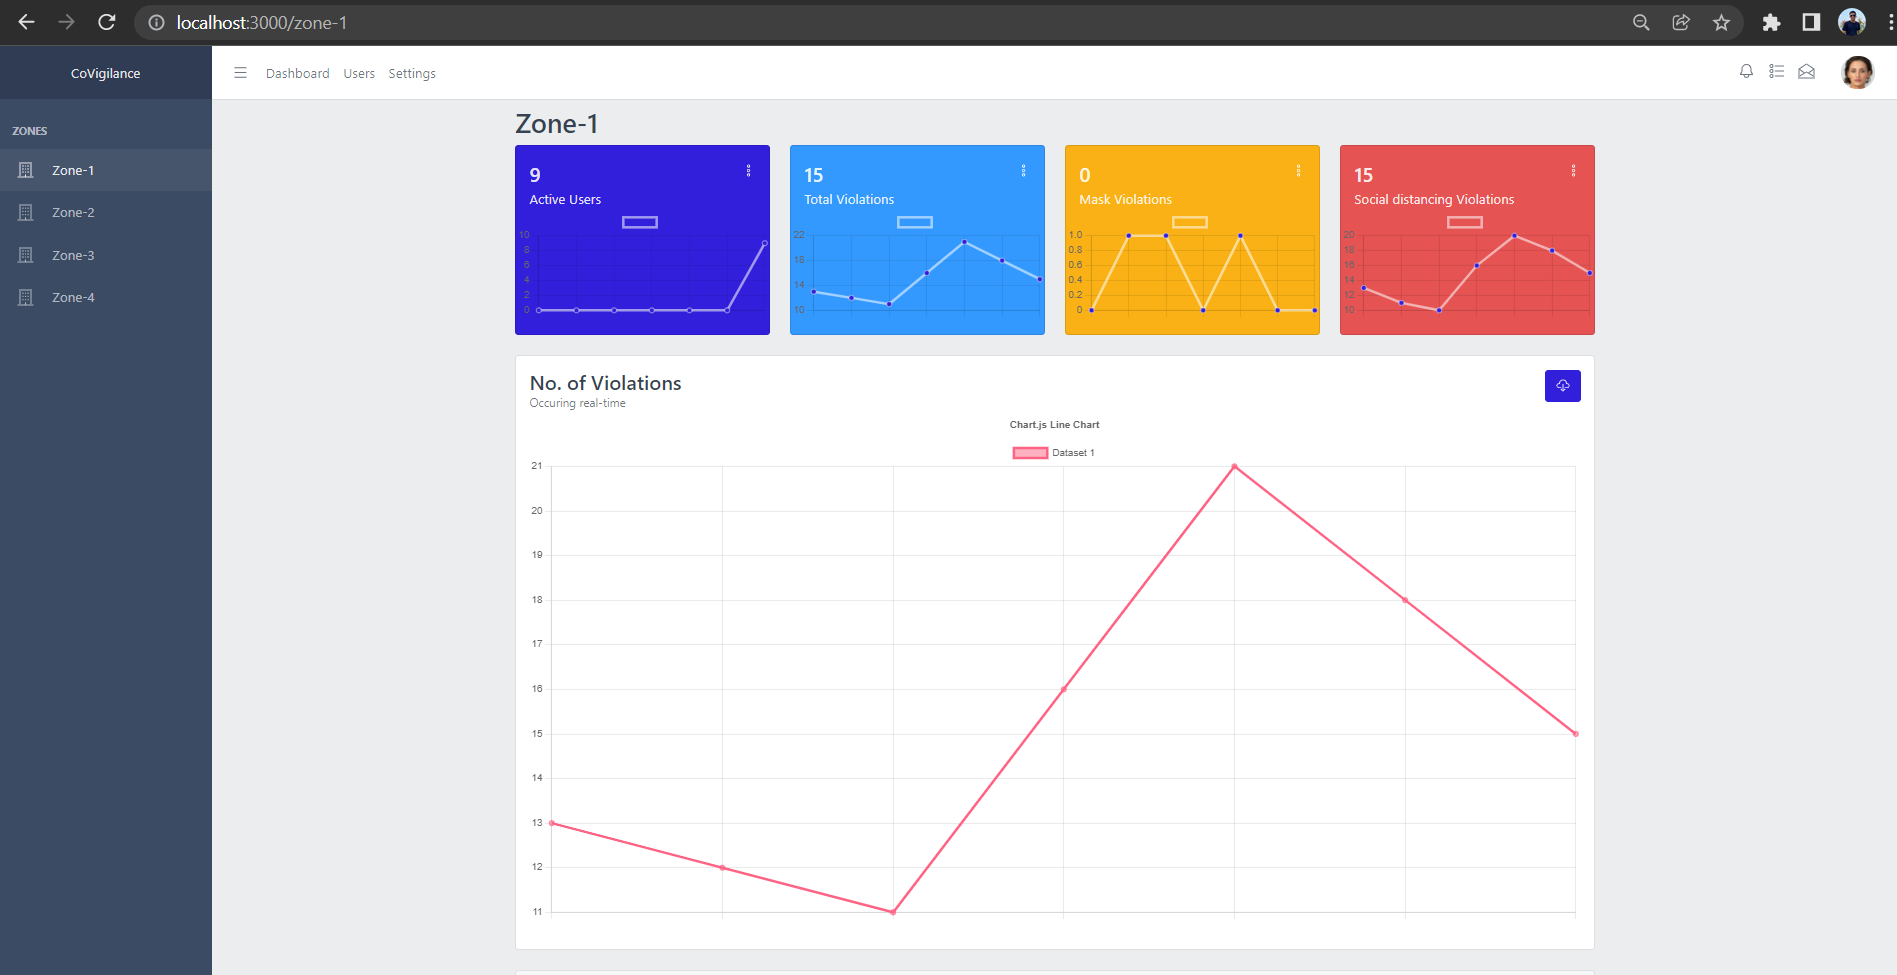 localhost:3000/zone-1
CoVigilance
Dashboard Users Settings
ZONES
Zone-1
Zone-2
Zone-3
Zone-4
Zone-1
9
Active Users
10
8
6
4
2
0
15
Total Violations
22
18
14
10
0
Mask Violations
1.0
0.8
0.6
0.4
0.2
0
15
Social distancing Violations
20
18
16
14
12
10
No. of Violations
Occuring real-time
Chart.js Line Chart
Dataset 1
21
20
19
18
17
16
15
14
13
12
11